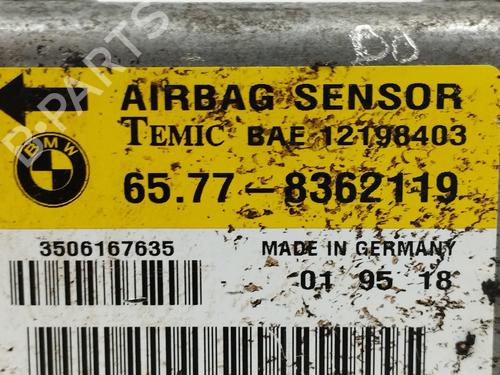 AIRBAG SENSOR
TEMIC BAE 12198403
BMW
65.77-8362119
3506167635
MADE IN GERMANY
01 95 18
B-PARTS